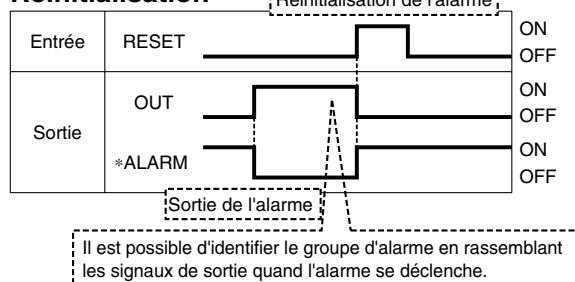 Réinitialisation
Réinitialisation de l'alarme
Entrée RESET ON
OFF
Sortie OUT ON
OFF
*ALARM ON
OFF
Sortie de l'alarme
Il est possible d'identifier le groupe d'alarme en rassemblant
les signaux de sortie quand l'alarme se déclenche.